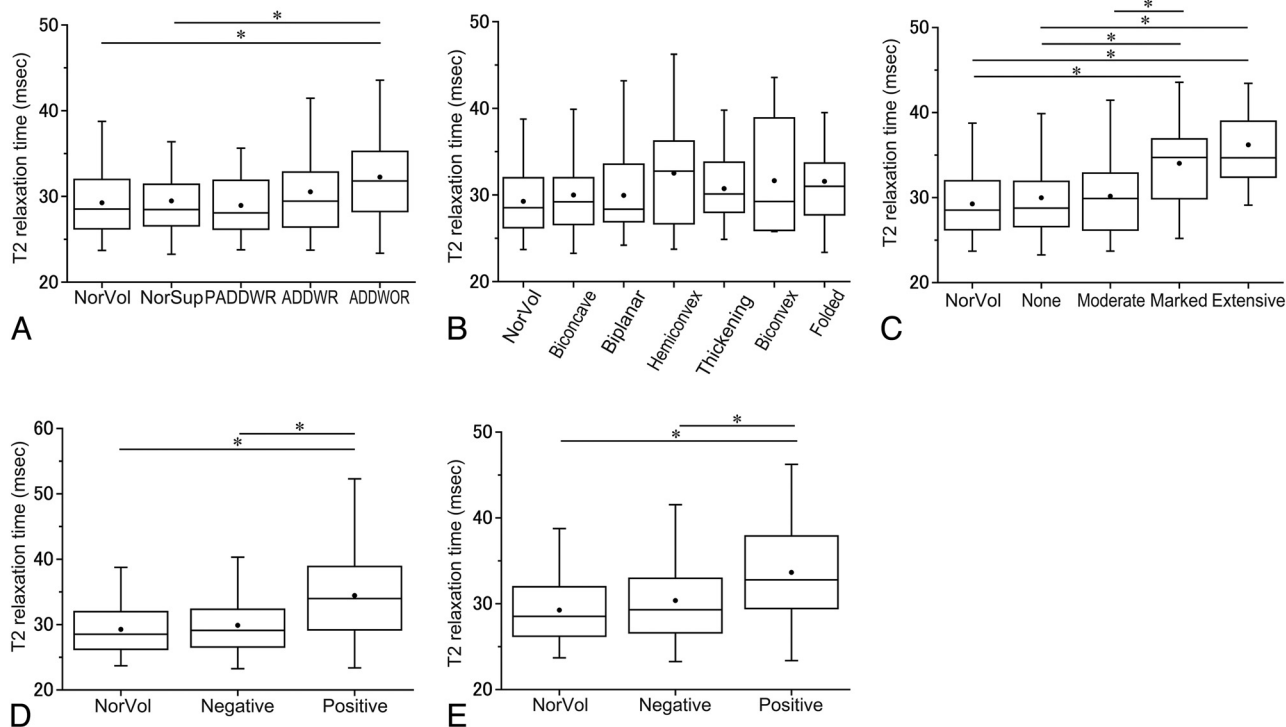 50
40
30
20
T2 relaxation time (msec)
*
*
NorVol NorSup PADDWR ADDWR ADDWOR
A
50
40
30
20
T2 relaxation time (msec)
NorVol Biconcave Biplanar Hemiconvex Thickening Biconvex Folded
B
50
40
30
20
T2 relaxation time (msec)
*
*
*
*
*
NorVol None Moderate Marked Extensive
C
60
50
40
30
20
T2 relaxation time (msec)
*
*
NorVol Negative Positive
D
50
40
30
20
T2 relaxation time (msec)
*
*
NorVol Negative Positive
E